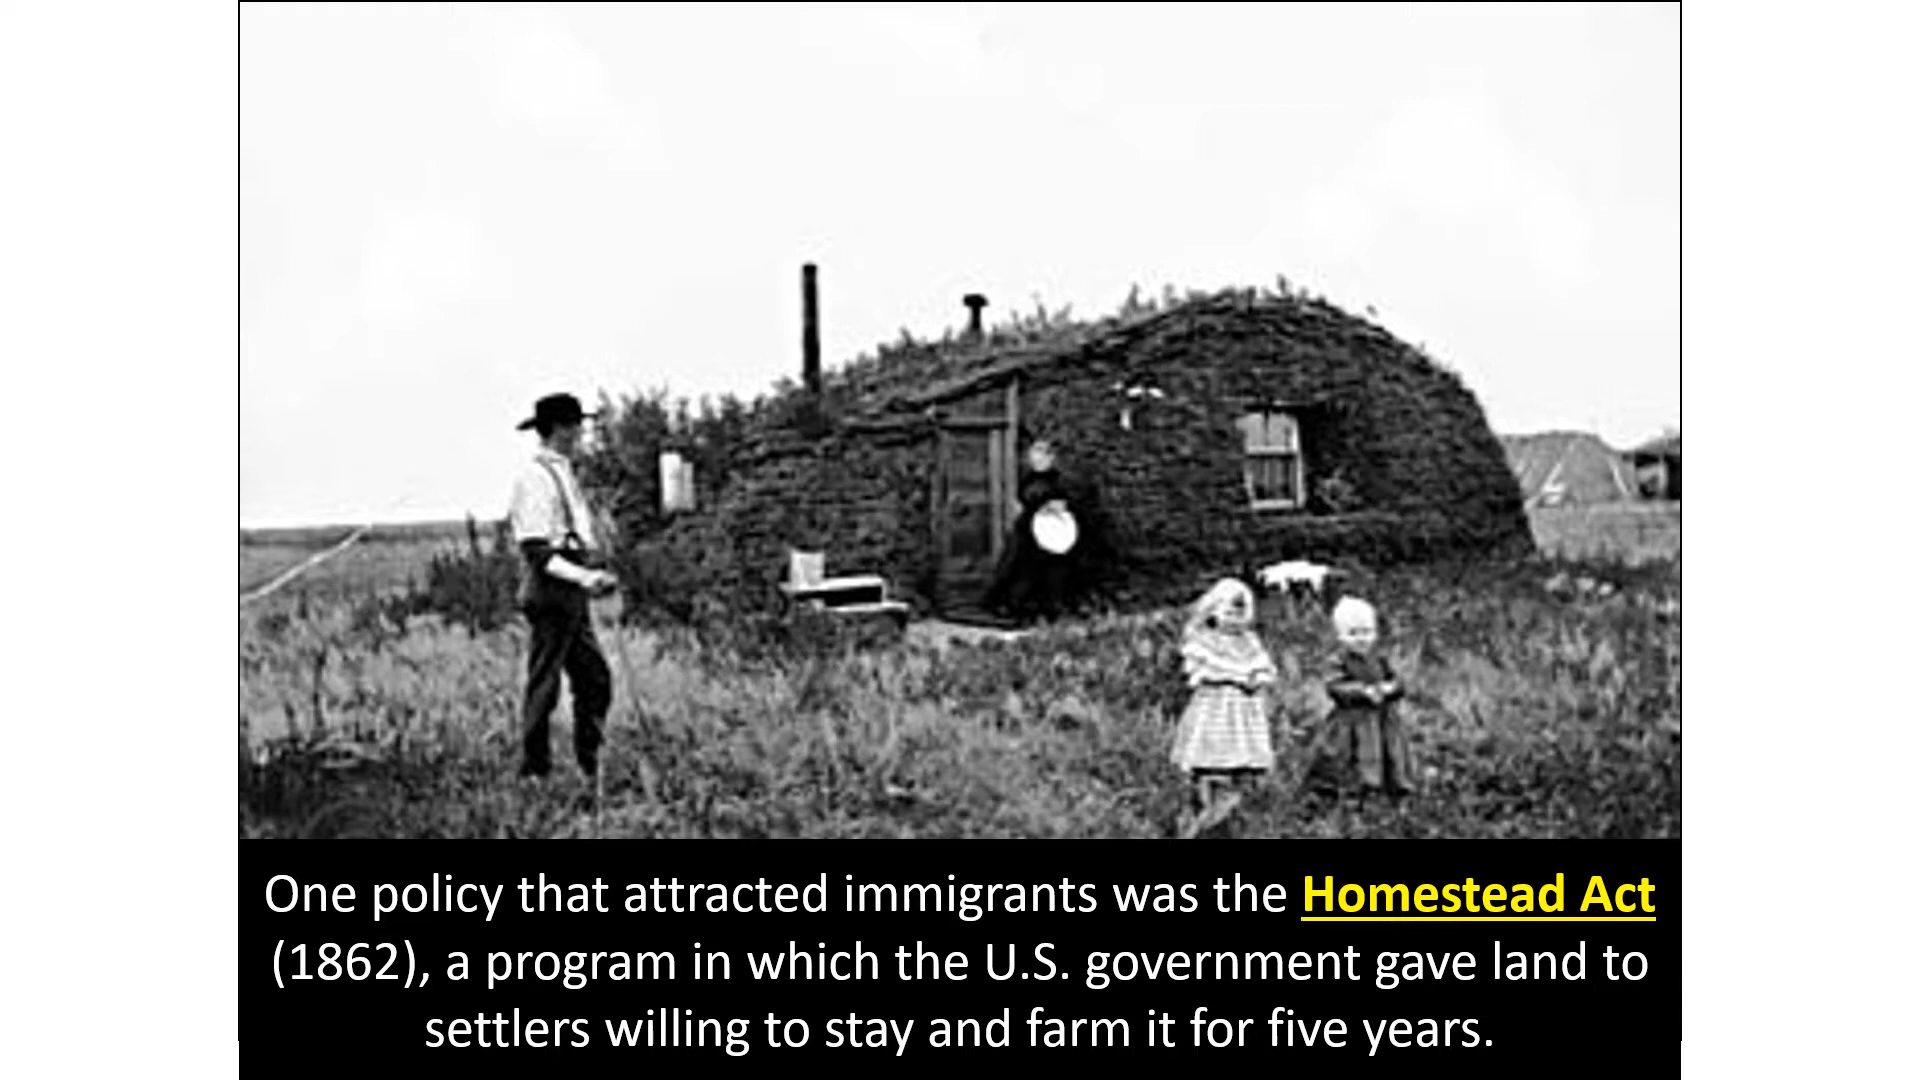 One policy that attracted immigrants was the Homestead Act
(1862), a program in which the U.S. government gave land to
settlers willing to stay and farm it for five years.